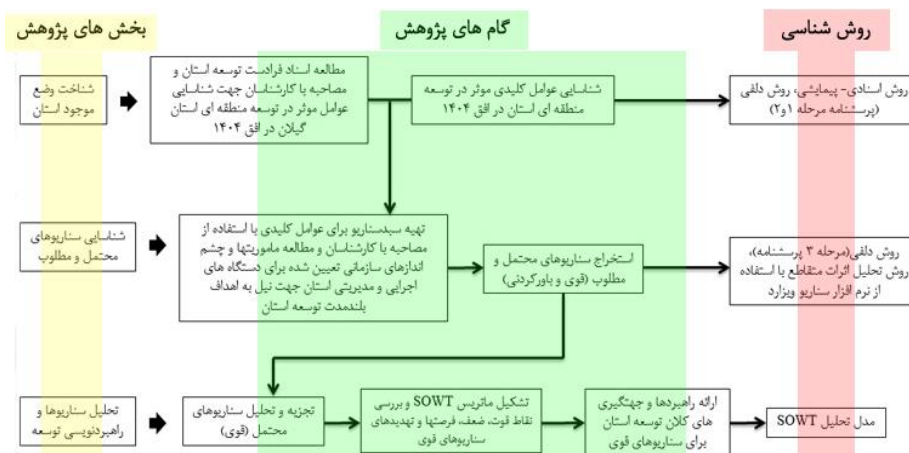 بخش های پژوهش
گام های پژوهش
روش شناسی
شناخت وضع
موجود استان
مطالعه اسناد فرادست توسعه استان و
مصاحبه با کارشناسان جهت شناسایی
عوامل موثر در توسعه منطقه ای استان
گیلان در افق ۱۴۰۴
شناسایی عوامل کلیدی موثر در توسعه
منطقه ای استان در افق ۱۴۰۴
روش اسنادی- پیمایشی، روش دلفی
(پرسشنامه مرحله ۱و۲)
شناسایی سناریوهای
محتمل و مطلوب
تهیه سبدسناریو برای عوامل کلیدی با استفاده از
مصاحبه با کارشناسان و مطالعه ماموریتها و چشم
اندازهای سازمانی تعیین شده برای دستگاه های
اجرایی و مدیریتی استان جهت نیل به اهداف
بلندمدت توسعه استان
استخراج سناریوهای محتمل و
مطلوب (قوی و باورکردنی)
روش دلفی(مرحله ۳ پرسشنامه)،
روش تحلیل اثرات متقاطع با استفاده
از نرم افزار سناریو ویزارد
تحلیل سناریوها و
راهبردنویسی توسعه
تجزیه و تحلیل سناریوهای
محتمل (قوی)
تشکیل ماتریس SOWT و بررسی
نقاط قوت، ضعف، فرصتها و تهدیدهای
سناریوهای قوی
ارائه راهبردها و جهتگیری
های کلان توسعه استان
برای سناریوهای قوی
مدل تحلیل SOWT